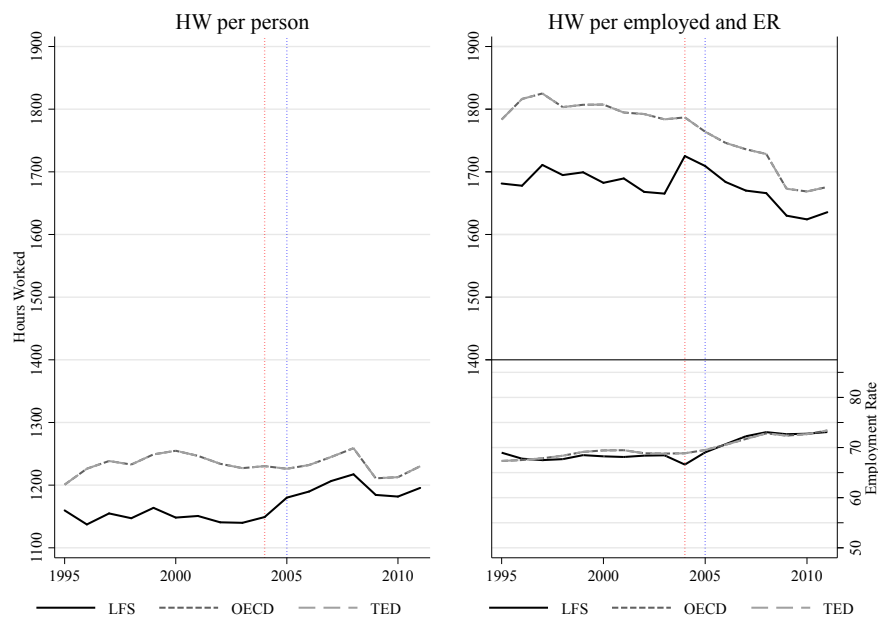 HW per person
HW per employed and ER
Hours Worked
1900
1800
1700
1600
1500
1400
1300
1200
1100
1995 2000 2005 2010
LFS OECD TED
1900
1800
1700
1600
1500
1400
80
70
60
50
Employment Rate
1995 2000 2005 2010
LFS OECD TED